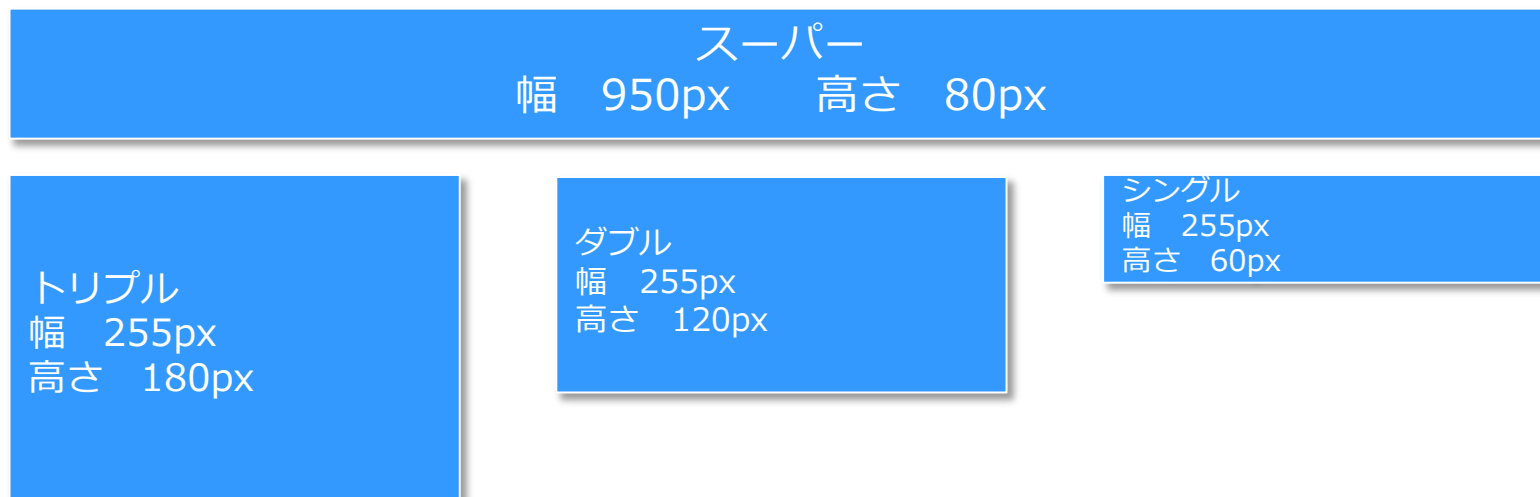 スーパー
幅　950px　　高さ　80px
トリプル
幅　255px
高さ　180px
ダブル
幅　255px
高さ　120px
シングル
幅　255px
高さ　60px